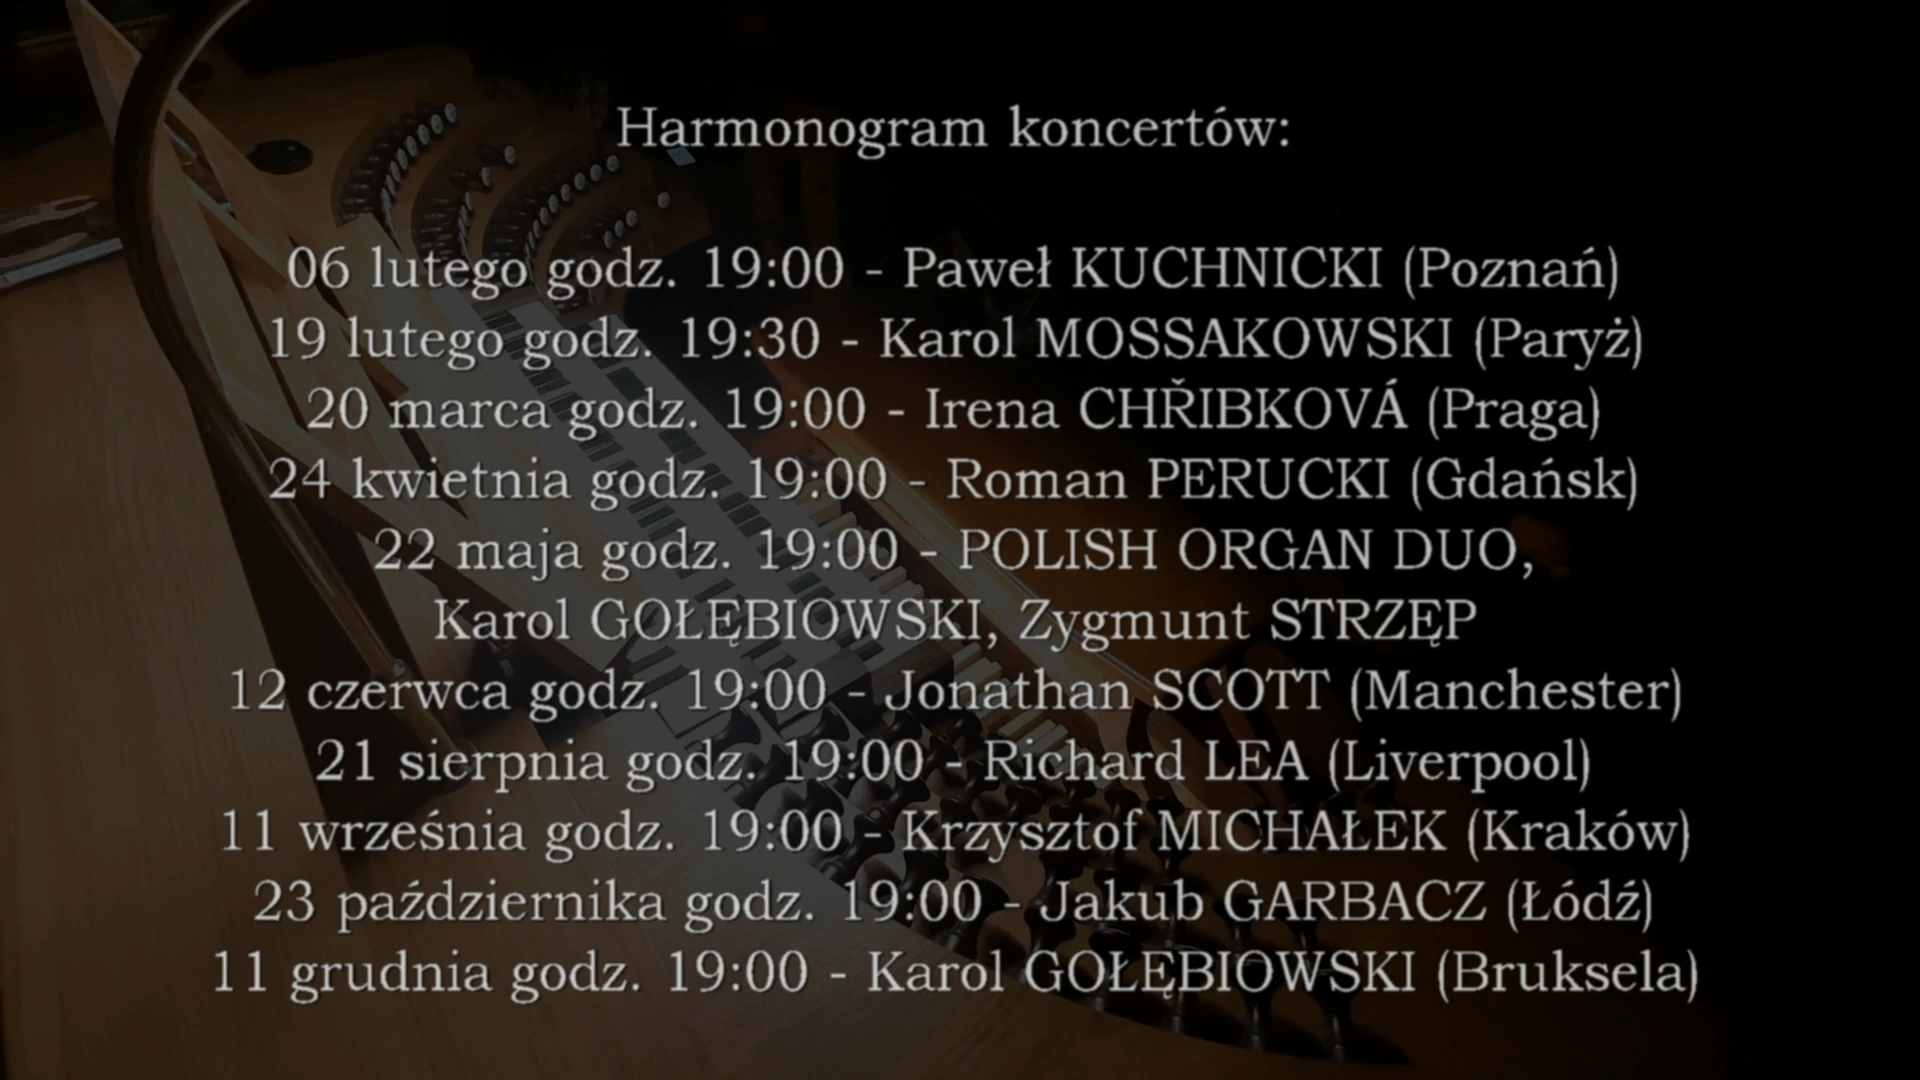 Harmonogram koncertów:
06 lutego godz. 19:00 - Paweł KUCHNICKI (Poznań)
19 lutego godz. 19:30 - Karol MOSSAKOWSKI (Paryż)
20 marca godz. 19:00 - Irena CHŘIBKOVÁ (Praga)
24 kwietnia godz. 19:00 - Roman PERUCKI (Gdańsk)
22 maja godz. 19:00 - POLISH ORGAN DUO,
Karol GOŁĘBIOWSKI, Zygmunt STRZĘP
12 czerwca godz. 19:00 - Jonathan SCOTT (Manchester)
21 sierpnia godz. 19:00 - Richard LEA (Liverpool)
11 września godz. 19:00 - Krzysztof MICHAŁEK (Kraków)
23 października godz. 19:00 - Jakub GARBACZ (Łódź)
11 grudnia godz. 19:00 - Karol GOŁĘBIOWSKI (Bruksela)